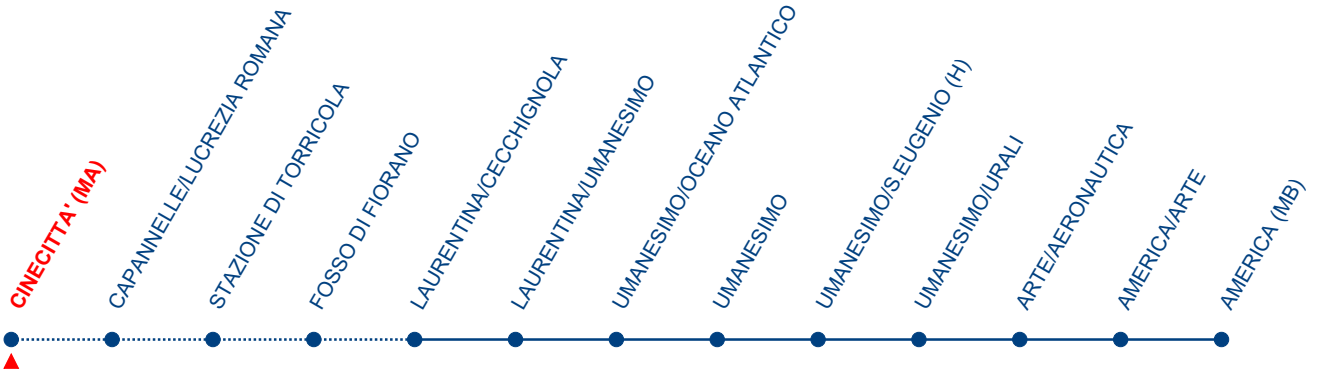 CINECITTA' (MA)
CAPANNELLE/LUCREZIA ROMANA
STAZIONE DI TORRICOLA
FOSSO DI FIORANO
LAURENTINA/CECCHIGNOLA
LAURENTINA/UMANESIMO
UMANESIMO/OCEANO ATLANTICO
UMANESIMO
UMANESIMO/S.EUGENIO (H)
UMANESIMO/URALI
ARTE/AERONAUTICA
AMERICA/ARTE
AMERICA (MB)